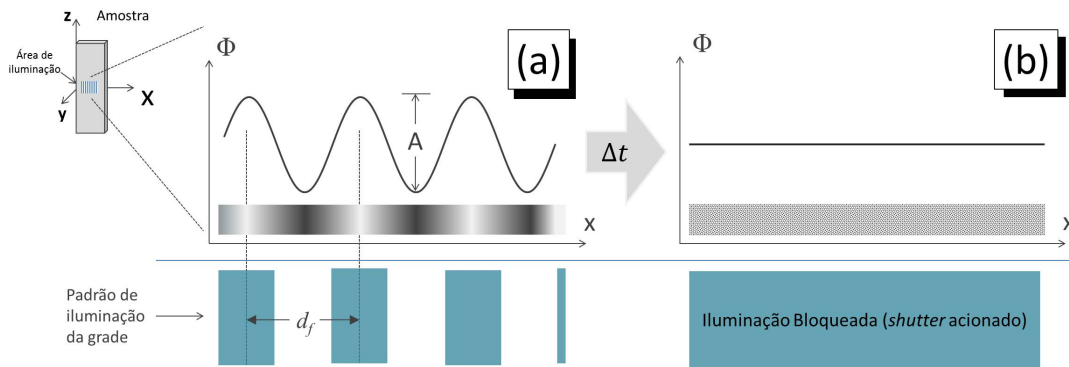 z
Amostra
Área de
iluminação
X
y
Φ
(a)
A
x
Δt
Φ
(b)
x
Padrão de
iluminação
da grade
d_f
Iluminação Bloqueada (shutter acionado)